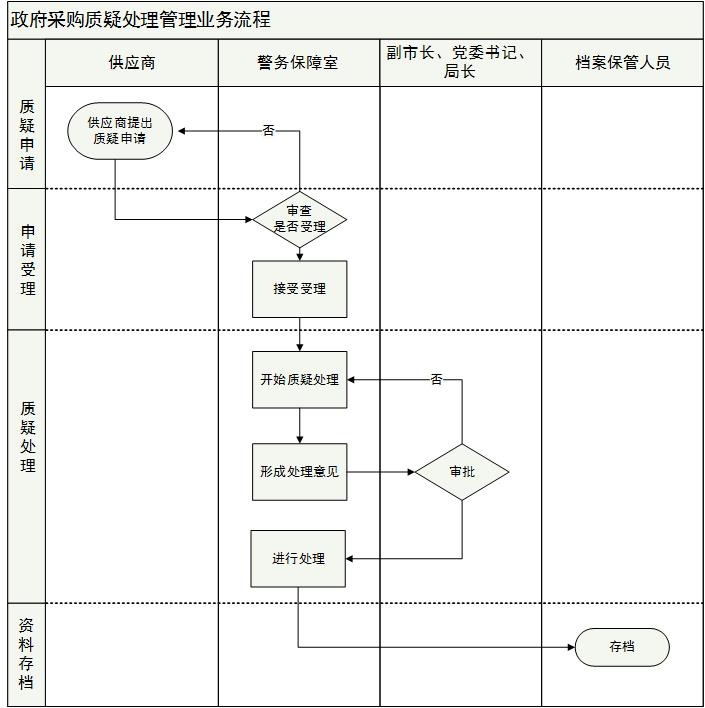 政府采购质疑处理管理业务流程
供应商
警务保障室
副市长、党委书记、
局长
档案保管人员
质疑申请
供应商提出
质疑申请
否
申请受理
审查
是否受理
接受受理
质疑处理
开始质疑处理
否
形成处理意见
审批
进行处理
资料存档
存档